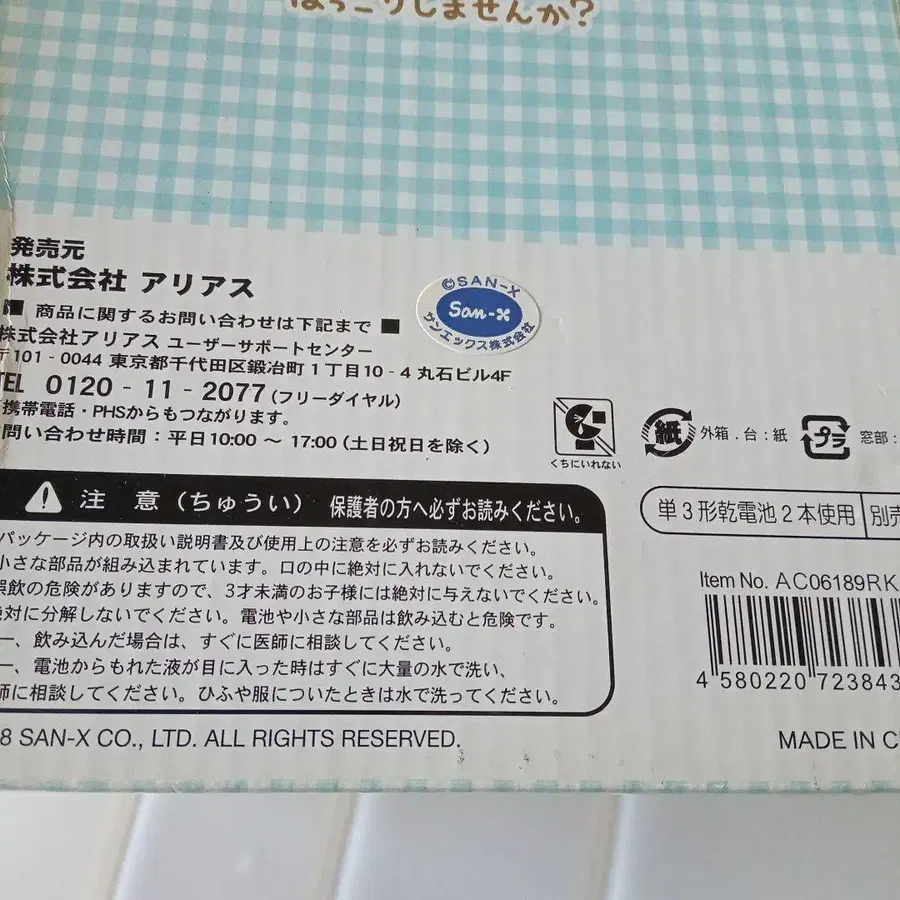 ほっこりしませんか?
発売元
株式会社 アリアス
■ 商品に関するお問い合わせは下記まで ■
株式会社アリアス ユーザーサポートセンター
〒101-0044 東京都千代田区鍛冶町1丁目10-4 丸石ビル4F
TEL 0120-11-2077(フリーダイヤル)
携帯電話・PHSからもつながります。
問い合わせ時間:平日10:00 ~ 17:00(土日祝日を除く)
©SAN-X
San-x
サンエックス株式会社
くちにいれない
紙 外箱.台:紙 プラ 窓部:
注 意(ちゅうい) 保護者の方へ必ずお読みください。
パッケージ内の取扱い説明書及び使用上の注意を必ずお読みください。
小さな部品が組み込まれています。口の中に絶対に入れないでください。
誤飲の危険がありますので、3才未満のお子様には絶対に与えないでください。
絶対に分解しないでください。電池や小さな部品は飲み込むと危険です。
一、飲み込んだ場合は、すぐに医師に相談してください。
一、電池からもれた液が目に入った時はすぐに大量の水で洗い、
師に相談してください。ひふや服についたときは水で洗ってください。
単3形乾電池2本使用 別売
Item No. AC06189RK
4 580220 723843
8 SAN-X CO., LTD. ALL RIGHTS RESERVED.
MADE IN C